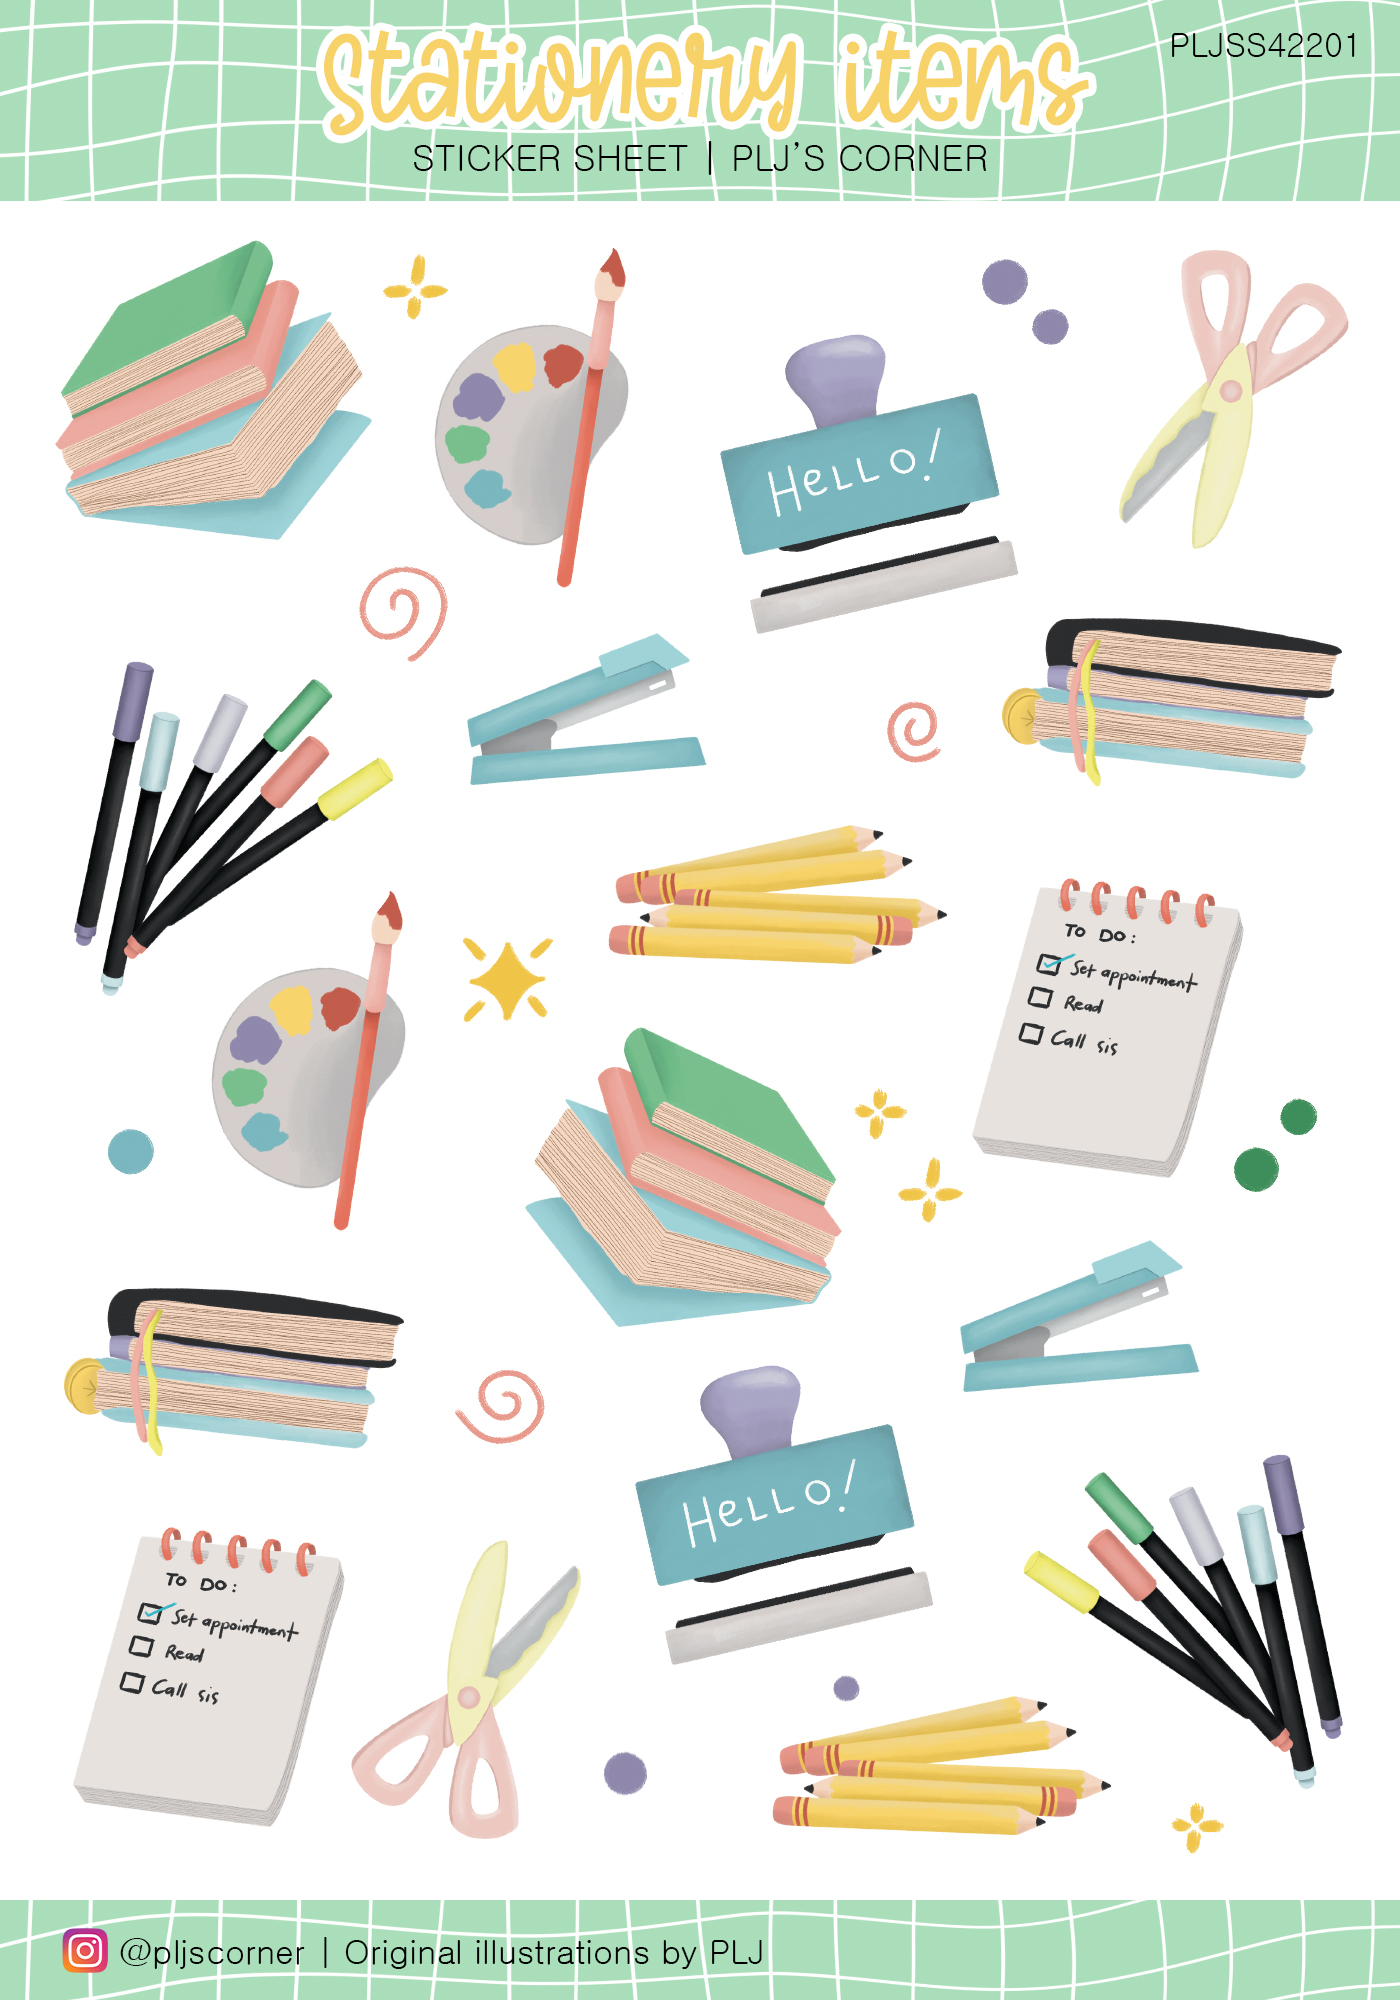 stationery items
PLJSS42201
STICKER SHEET | PLJ'S CORNER
HELLO!
TO DO:
Set appointment
Read
Call sis
HELLO!
TO DO:
Set appointment
Read
Call sis
@pljscorner | Original illustrations by PLJ